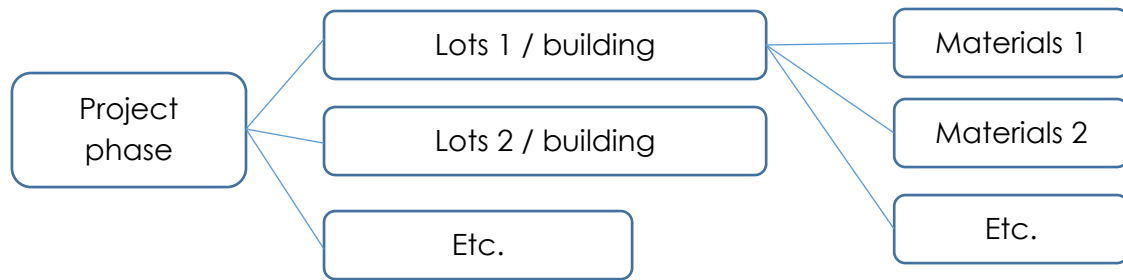 Project
phase
Lots 1 / building
Lots 2 / building
Etc.
Materials 1
Materials 2
Etc.